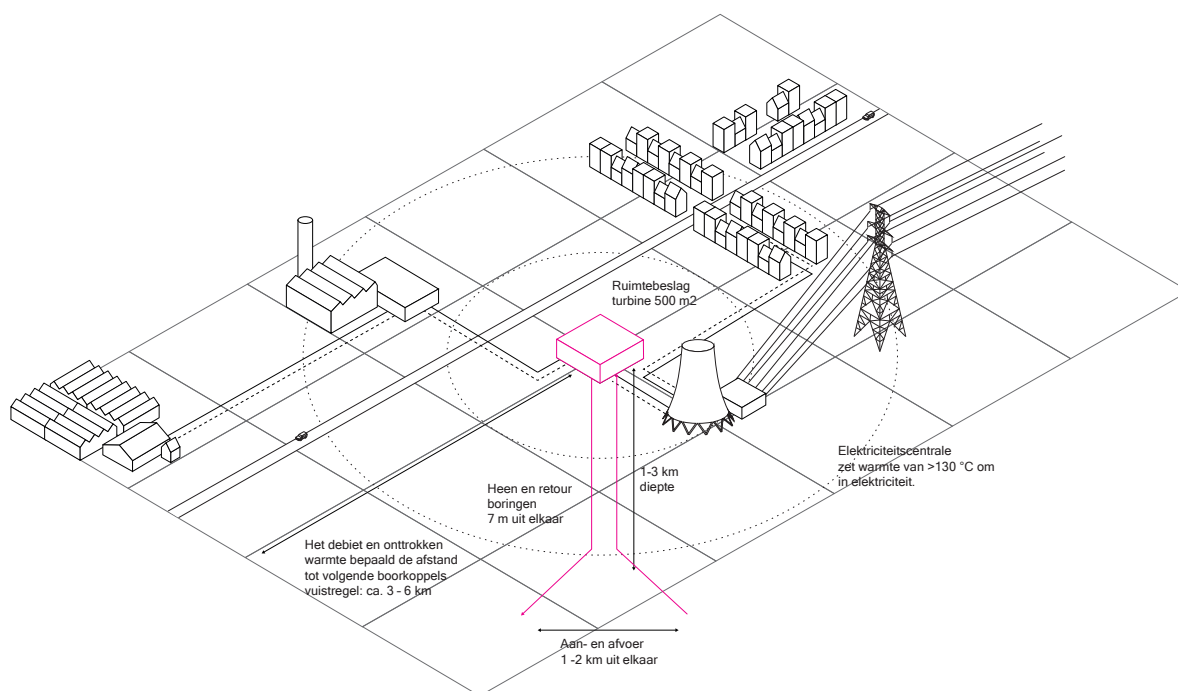 Ruimtebeslag
turbine 500 m2
Elektriciteitscentrale
zet warmte van >130 °C om
in elektriciteit.
1-3 km
diepte
Heen en retour
boringen
7 m uit elkaar
Het debiet en onttrokken
warmte bepaald de afstand
tot volgende boorkoppels
vuistregel: ca. 3 - 6 km
Aan- en afvoer
1 -2 km uit elkaar